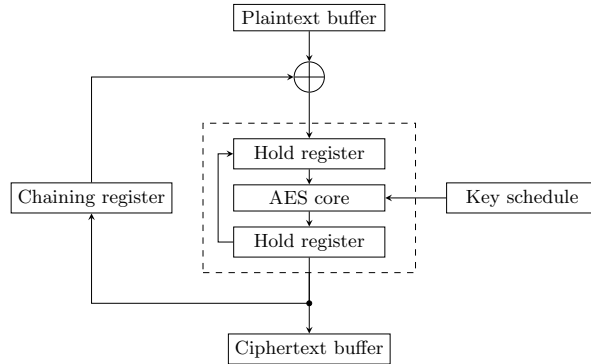 Plaintext buffer
Hold register
Chaining register
AES core
Key schedule
Hold register
Ciphertext buffer